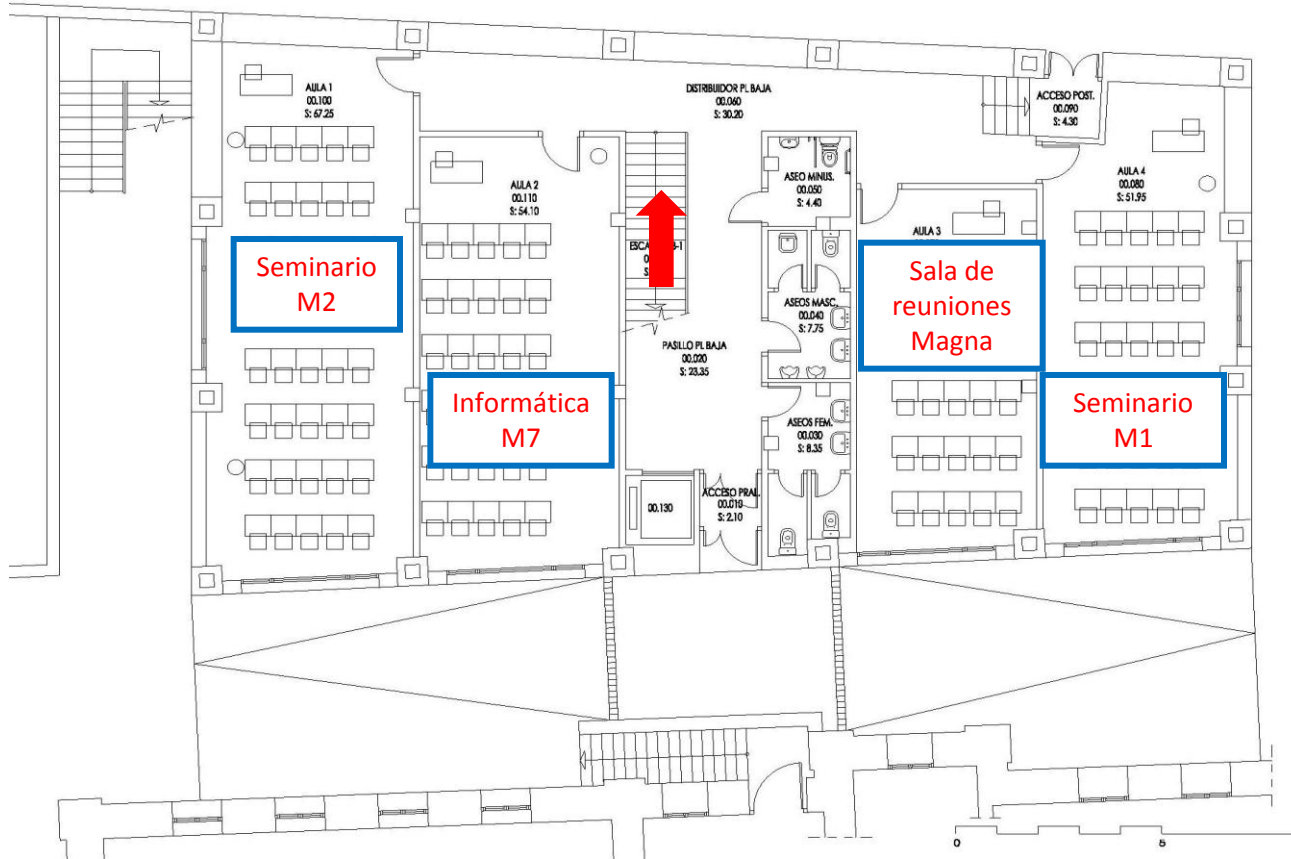 AULA 1
00.100
S: 67.25
DISTRIBUIDOR PL BAJA
00.060
S: 30.20
ACCESO POST.
00.090
S: 4.30
AULA 2
00.110
S: 54.10
ASEO MINUS.
00.050
S: 4.40
AULA 4
00.080
S: 51.95
AULA 3
Seminario
M2
Sala de
reuniones
Magna
ASEOS MASC.
00.040
S: 7.75
PASILLO PL BAJA
00.020
S: 23.35
Informática
M7
Seminario
M1
ASEOS FEM.
00.030
S: 8.35
00.130
ACCESO PRAL.
00.010
S: 2.10
0
5